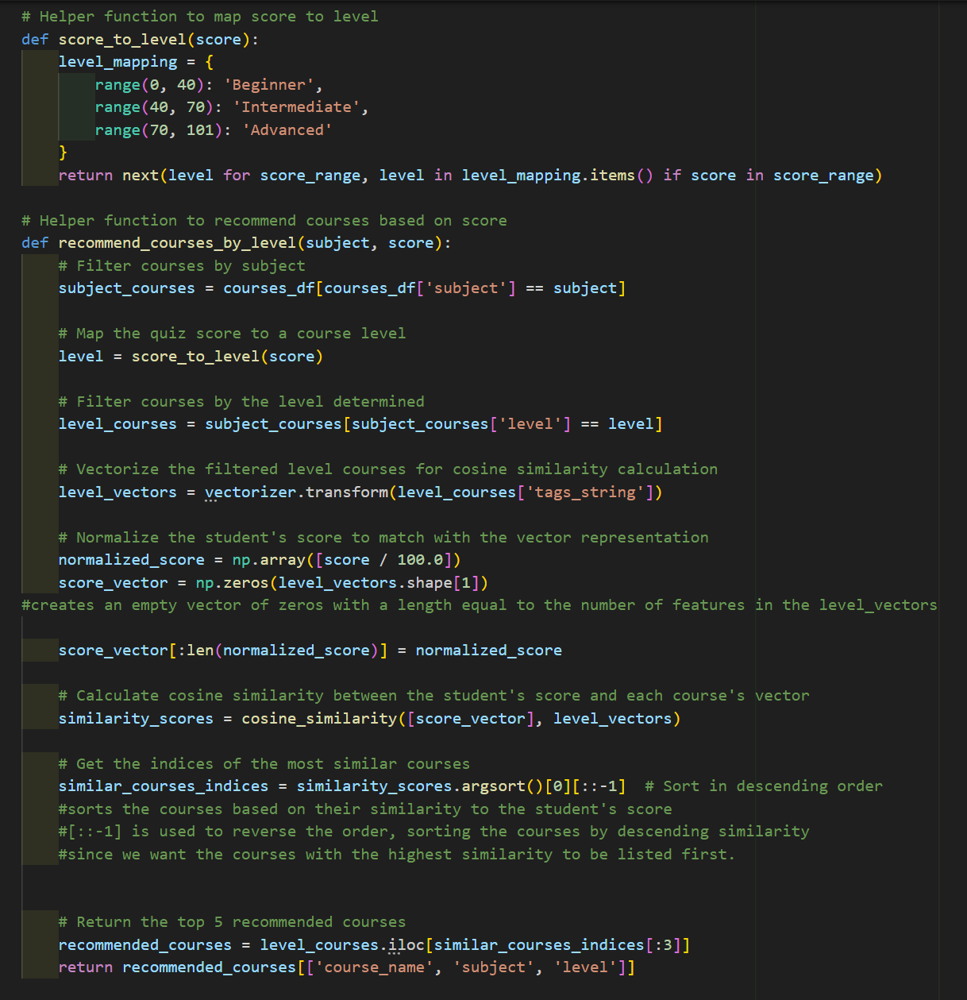 # Helper function to map score to level
def score_to_level(score):
    level_mapping = {
        range(0, 40): 'Beginner',
        range(40, 70): 'Intermediate',
        range(70, 101): 'Advanced'
    }
    return next(level for score_range, level in level_mapping.items() if score in score_range)

# Helper function to recommend courses based on score
def recommend_courses_by_level(subject, score):
    # Filter courses by subject
    subject_courses = courses_df[courses_df['subject'] == subject]

    # Map the quiz score to a course level
    level = score_to_level(score)

    # Filter courses by the level determined
    level_courses = subject_courses[subject_courses['level'] == level]

    # Vectorize the filtered level courses for cosine similarity calculation
    level_vectors = vectorizer.transform(level_courses['tags_string'])

    # Normalize the student's score to match with the vector representation
    normalized_score = np.array([score / 100.0])
    score_vector = np.zeros(level_vectors.shape[1])
#creates an empty vector of zeros with a length equal to the number of features in the level_vectors

    score_vector[:len(normalized_score)] = normalized_score

    # Calculate cosine similarity between the student's score and each course's vector
    similarity_scores = cosine_similarity([score_vector], level_vectors)

    # Get the indices of the most similar courses
    similar_courses_indices = similarity_scores.argsort()[0][::-1]  # Sort in descending order
    #sorts the courses based on their similarity to the student's score
    #[::-1] is used to reverse the order, sorting the courses by descending similarity
    #since we want the courses with the highest similarity to be listed first.


    # Return the top 5 recommended courses
    recommended_courses = level_courses.iloc[similar_courses_indices[:3]]
    return recommended_courses[['course_name', 'subject', 'level']]